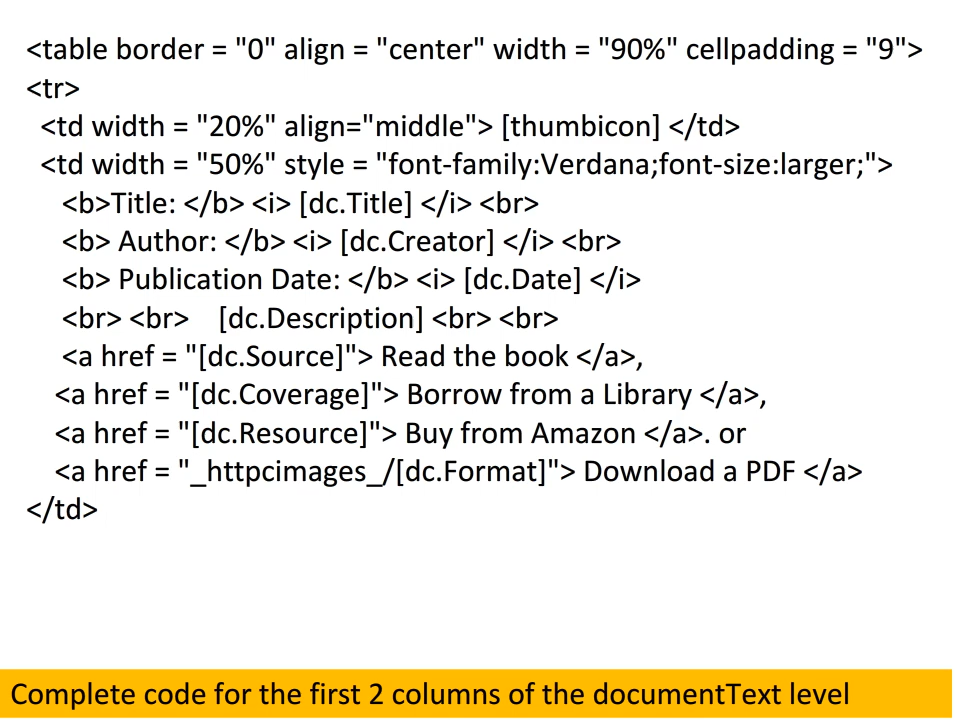 <table border = "0" align = "center" width = "90%" cellpadding = "9">
<tr>
<td width = "20%" align="middle"> [thumbicon] </td>
<td width = "50%" style = "font-family:Verdana;font-size:larger;">
<b>Title: </b> <i> [dc.Title] </i> <br>
<b> Author: </b> <i> [dc.Creator] </i> <br>
<b> Publication Date: </b> <i> [dc.Date] </i>
<br> <br> [dc.Description] <br> <br>
<a href = "[dc.Source]"> Read the book </a>,
<a href = "[dc.Coverage]"> Borrow from a Library </a>,
<a href = "[dc.Resource]"> Buy from Amazon </a>. or
<a href = "_httpcimages_/[dc.Format]"> Download a PDF </a>
</td>
Complete code for the first 2 columns of the documentText level